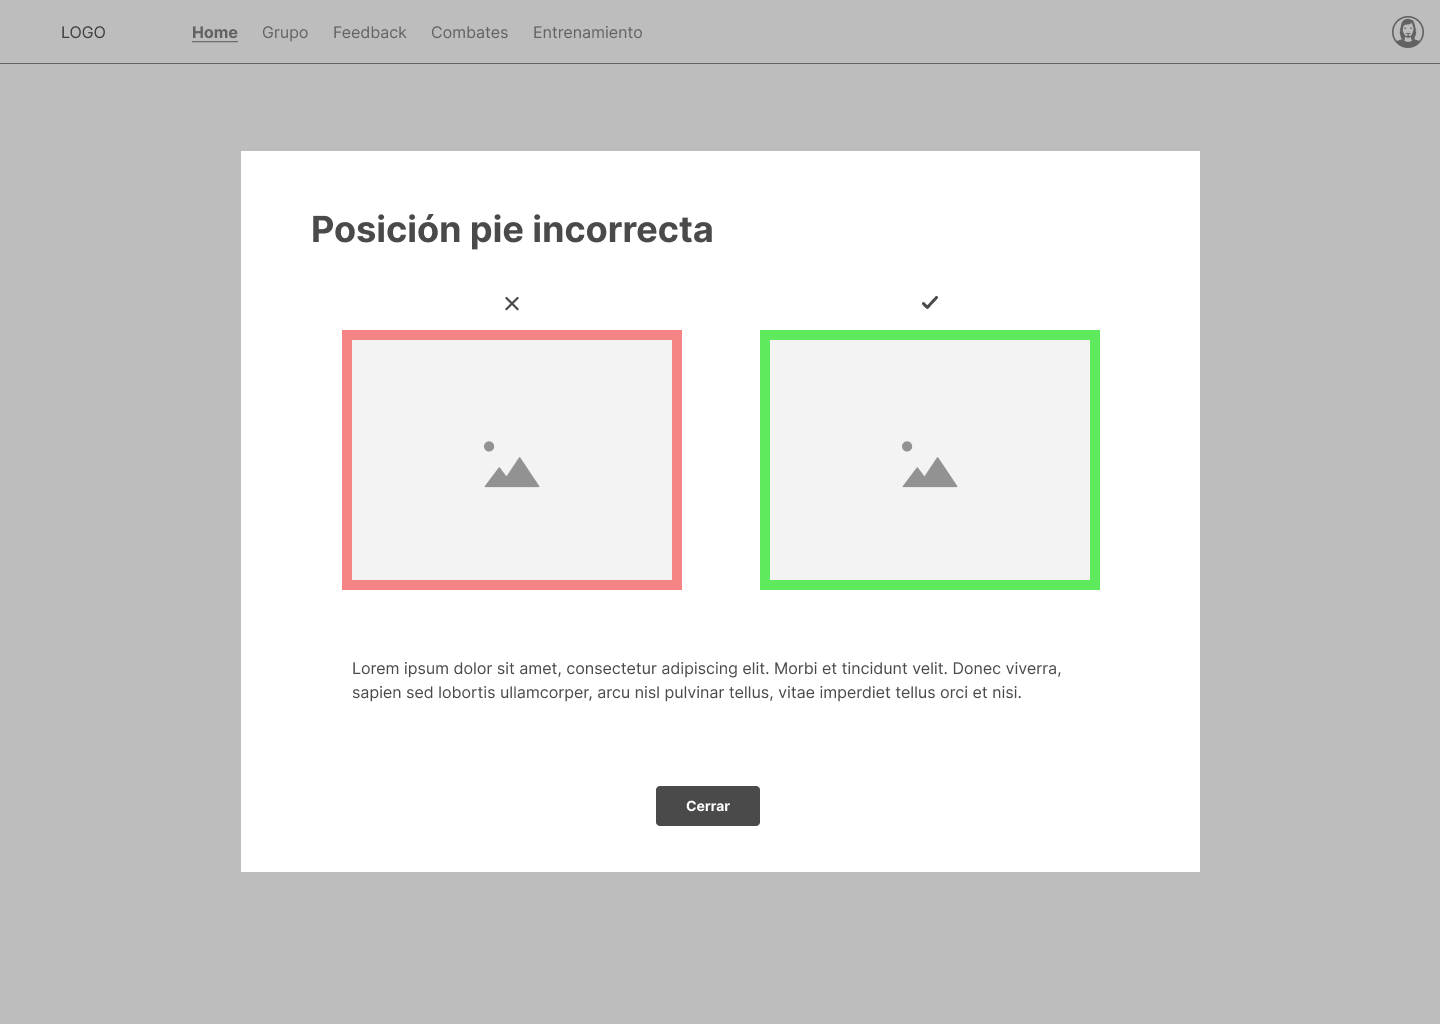 LOGO
Home Grupo Feedback Combates Entrenamiento
Posición pie incorrecta
Lorem ipsum dolor sit amet, consectetur adipiscing elit. Morbi et tincidunt velit. Donec viverra,
sapien sed lobortis ullamcorper, arcu nisl pulvinar tellus, vitae imperdiet tellus orci et nisi.
Cerrar